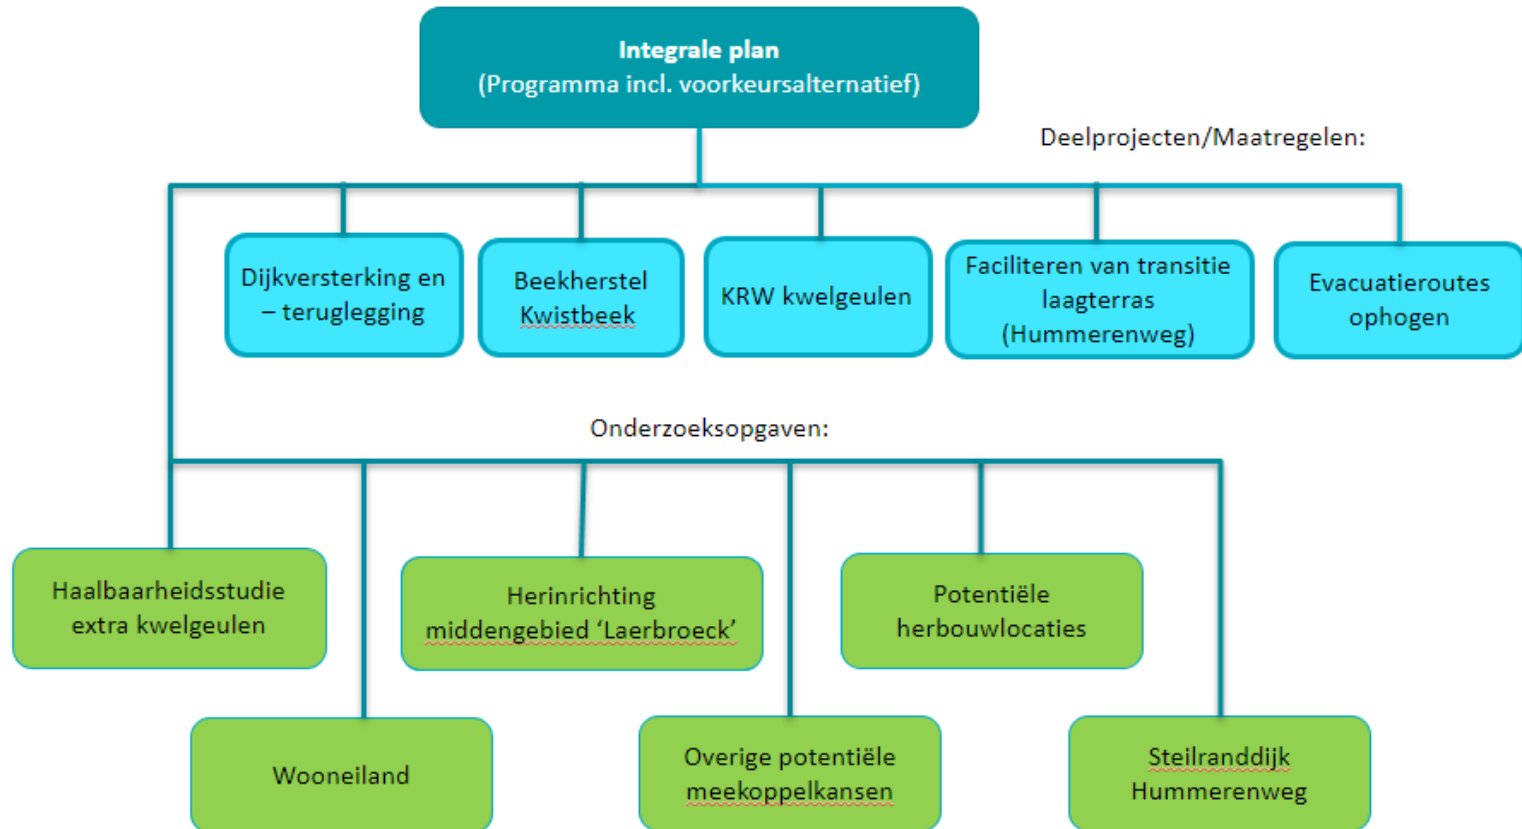 Integrale plan
(Programma incl. voorkeursalternatief)
Deelprojecten/Maatregelen:
Dijkversterking en
– teruglegging
Beekherstel
Kwistbeek
KRW kwelgeulen
Faciliteren van transitie
laagterras
(Hummerenweg)
Evacuatieroutes
ophogen
Onderzoeksopgaven:
Haalbaarheidsstudie
extra kwelgeulen
Herinrichting
middengebied ‘Laerbroeck’
Potentiële
herbouwlocaties
Wooneiland
Overige potentiële
meekoppelkansen
Steilranddijk
Hummerenweg